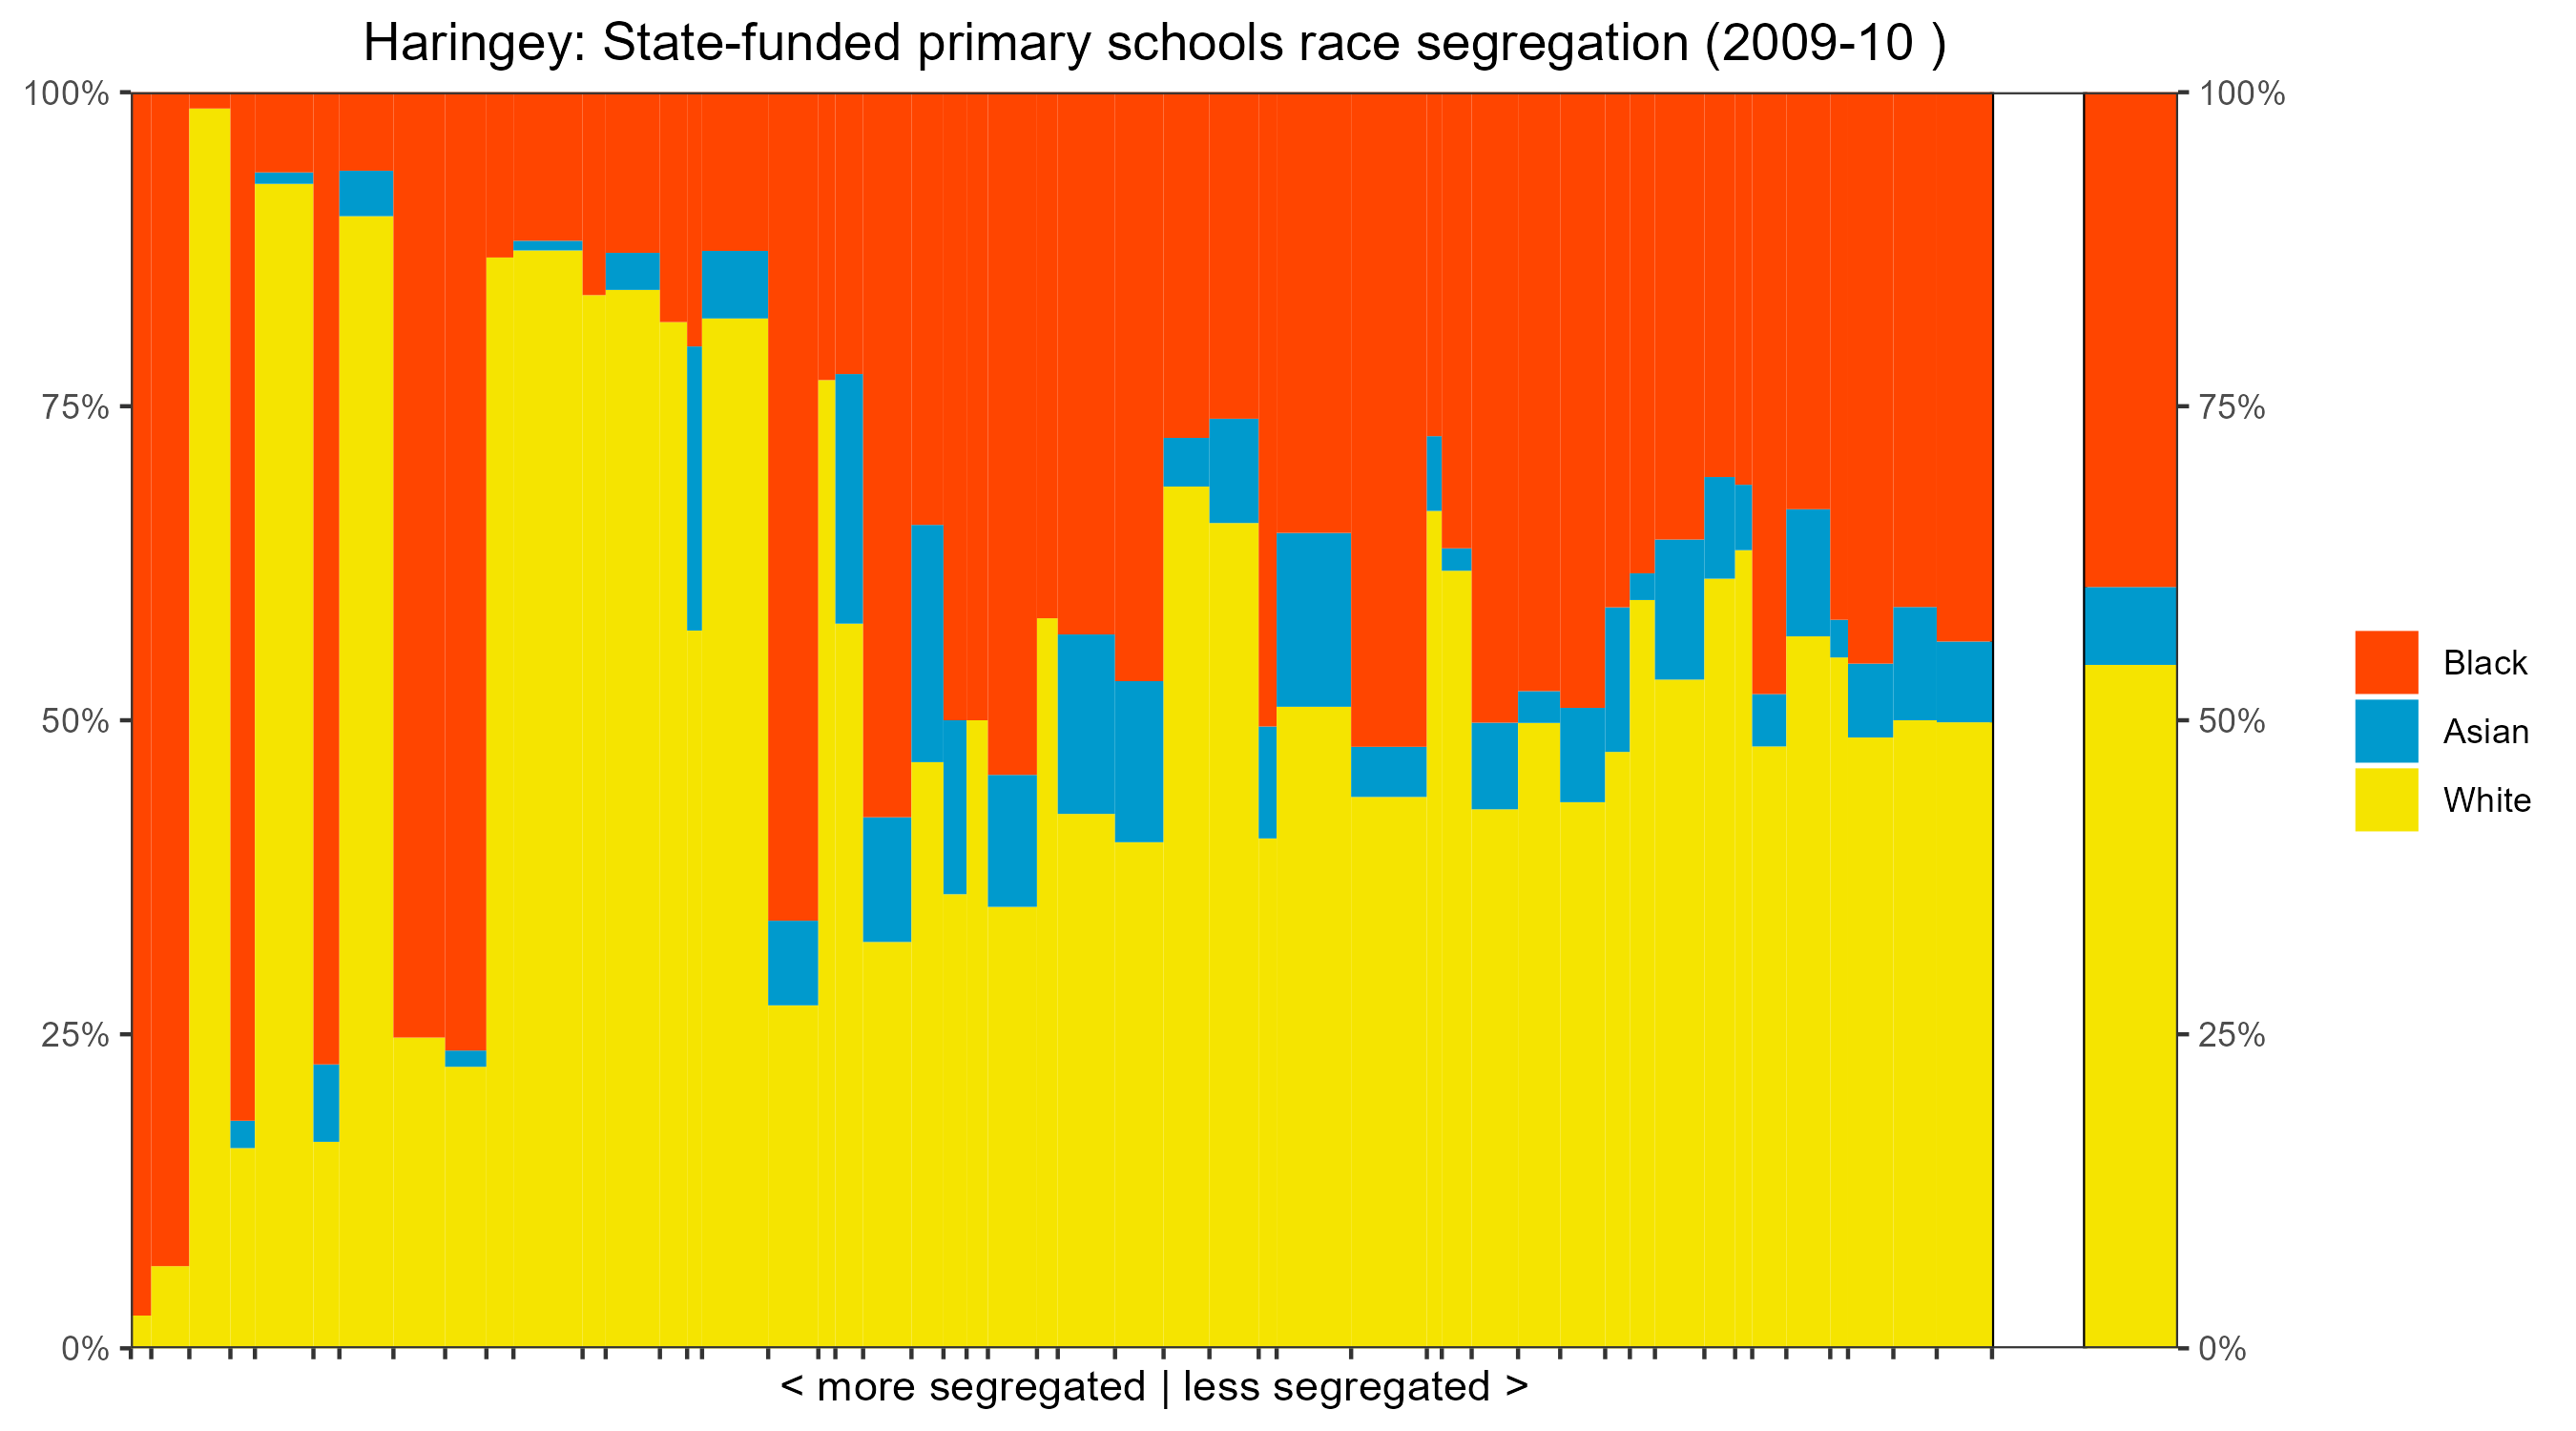 Haringey: State-funded primary schools race segregation (2009-10 )
100%
75%
50%
25%
0%
100%
75%
50%
25%
0%
Black
Asian
White
< more segregated | less segregated >